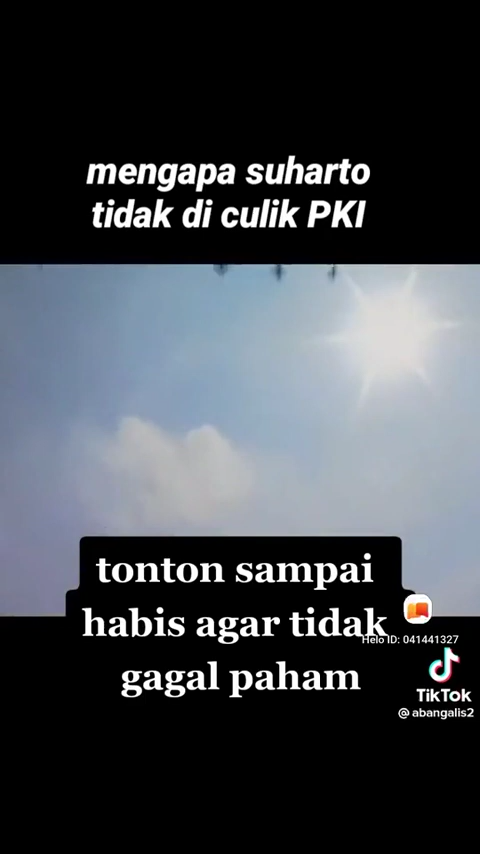 mengapa suharto
tidak di culik PKI
tonton sampai
habis agar tidak
gagal paham
Helo ID: 041441327
TikTok
@abangalis2